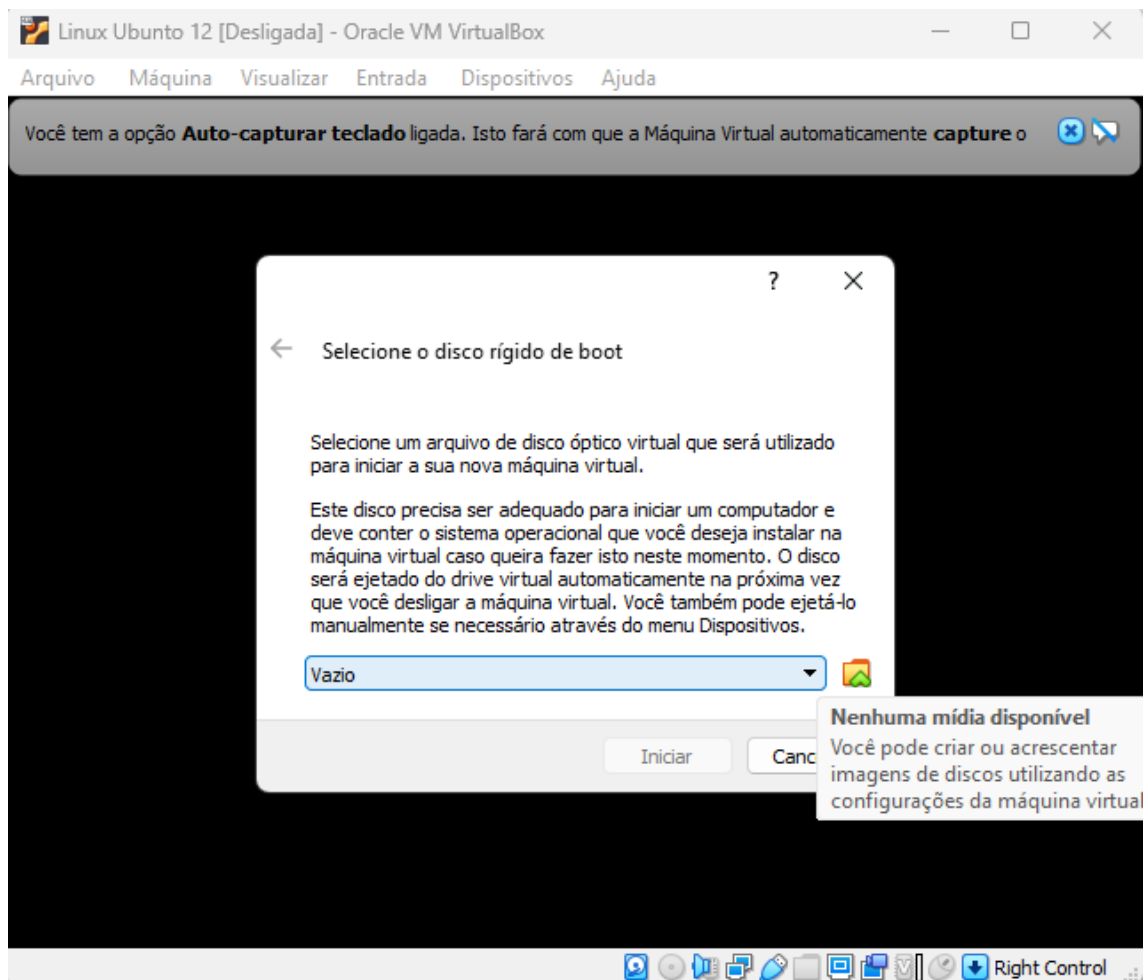 Linux Ubunto 12 [Desligada] - Oracle VM VirtualBox
Arquivo Máquina Visualizar Entrada Dispositivos Ajuda
Você tem a opção Auto-capturar teclado ligada. Isto fará com que a Máquina Virtual automaticamente capture o
?
Selecione o disco rígido de boot
Selecione um arquivo de disco óptico virtual que será utilizado
para iniciar a sua nova máquina virtual.
Este disco precisa ser adequado para iniciar um computador e
deve conter o sistema operacional que você deseja instalar na
máquina virtual caso queira fazer isto neste momento. O disco
será ejetado do drive virtual automaticamente na próxima vez
que você desligar a máquina virtual. Você também pode ejetá-lo
manualmente se necessário através do menu Dispositivos.
Vazio
Iniciar Canc
Nenhuma mídia disponível
Você pode criar ou acrescentar
imagens de discos utilizando as
configurações da máquina virtual
Right Control